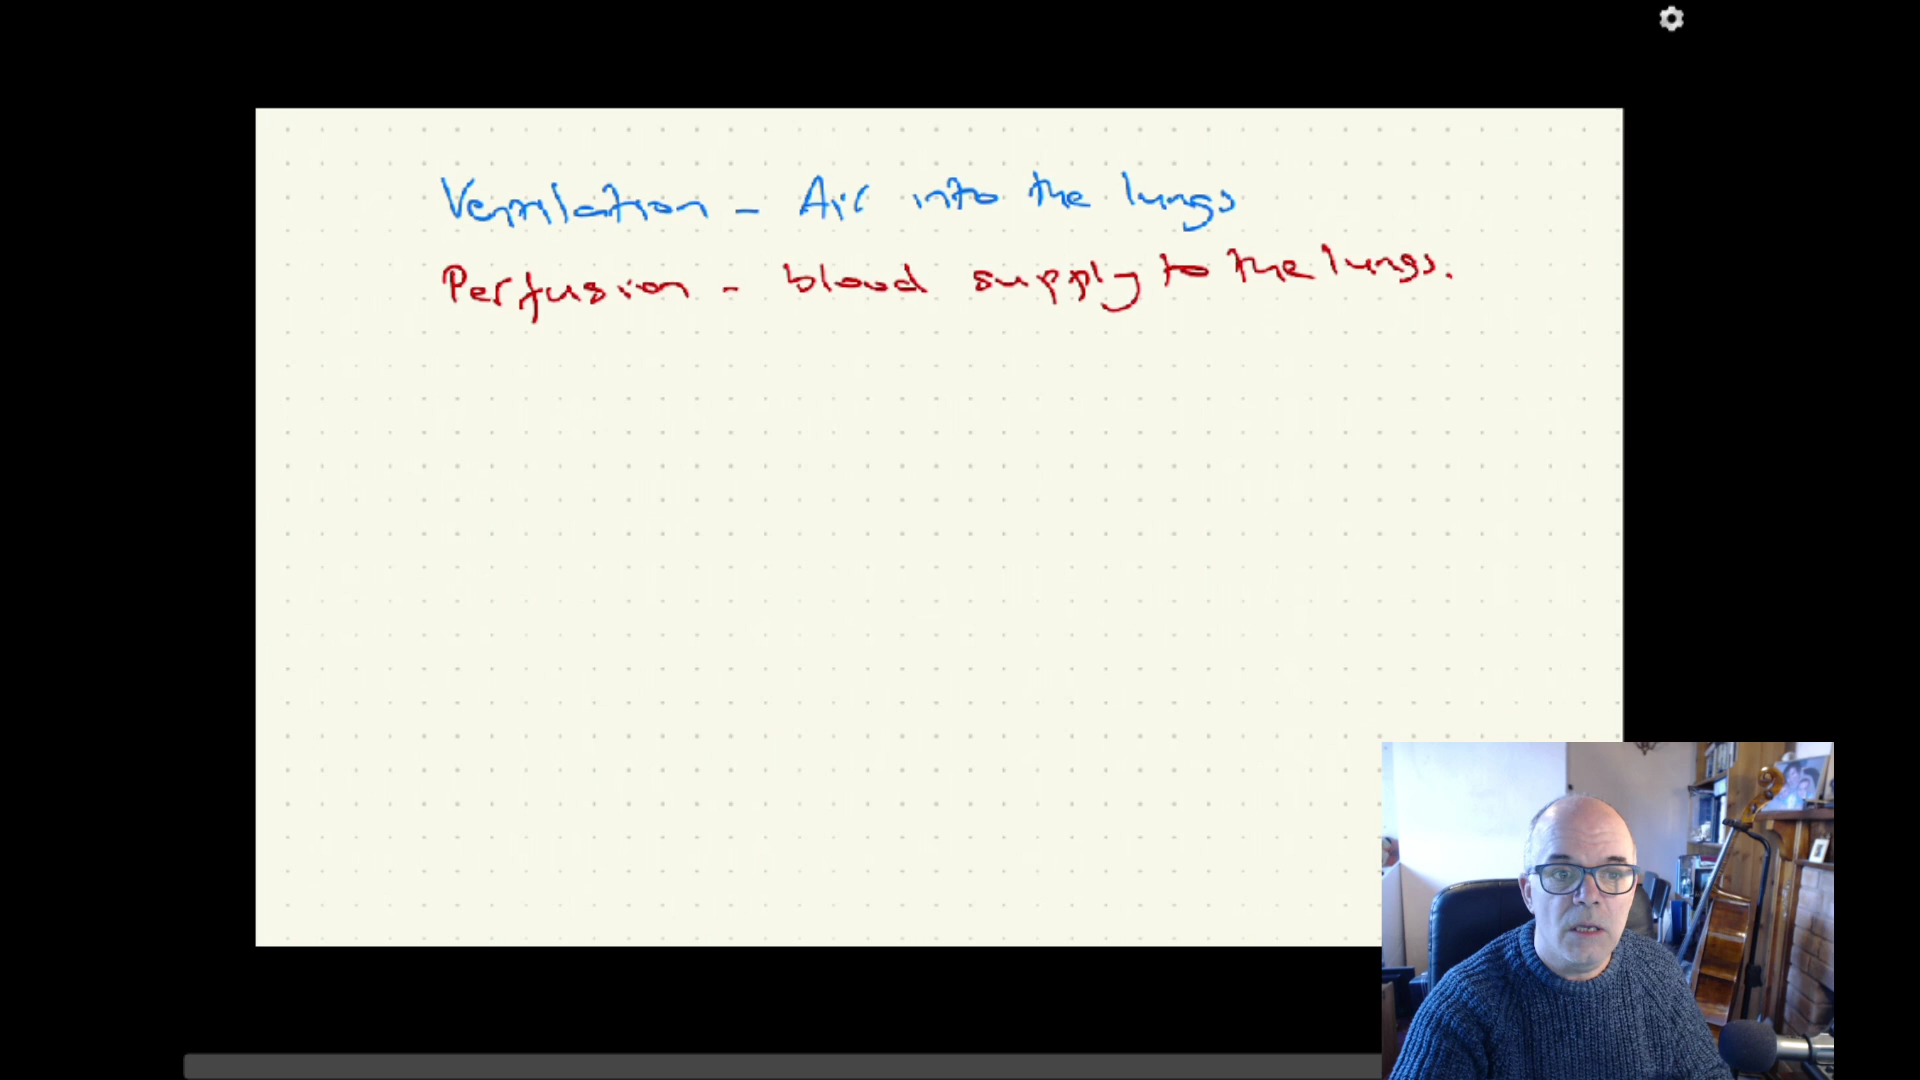 Ventilation - Air into the lungs
Perfusion - blood supply to the lungs.